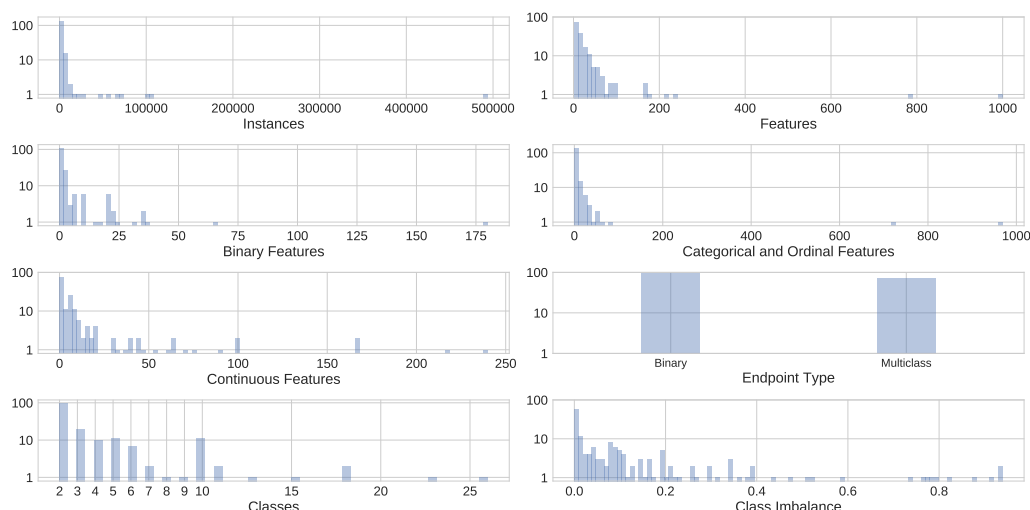 100
10
1
0 100000 200000 300000 400000 500000
Instances
100
10
1
0 200 400 600 800 1000
Features
100
10
1
0 25 50 75 100 125 150 175
Binary Features
100
10
1
0 200 400 600 800 1000
Categorical and Ordinal Features
100
10
1
0 50 100 150 200 250
Continuous Features
100
10
1
Binary Multiclass
Endpoint Type
100
10
1
2 3 4 5 6 7 8 9 10 15 20 25
Classes
100
10
1
0.0 0.2 0.4 0.6 0.8
Class Imbalance